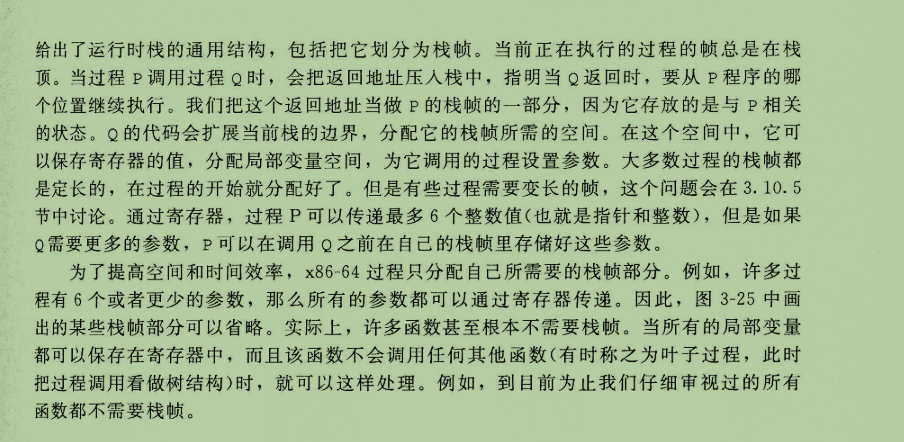 给出了运行时栈的通用结构，包括把它划分为栈帧。当前正在执行的过程的帧总是在栈
顶。当过程 P 调用过程 Q 时，会把返回地址压入栈中，指明当 Q 返回时，要从 P 程序的哪
个位置继续执行。我们把这个返回地址当做 P 的栈帧的一部分，因为它存放的是与 P 相关
的状态。Q 的代码会扩展当前栈的边界，分配它的栈帧所需的空间。在这个空间中，它可
以保存寄存器的值，分配局部变量空间，为它调用的过程设置参数。大多数过程的栈帧都
是定长的，在过程的开始就分配好了。但是有些过程需要变长的帧，这个问题会在 3.10.5
节中讨论。通过寄存器，过程 P 可以传递最多 6 个整数值(也就是指针和整数)，但是如果
Q 需要更多的参数，P 可以在调用 Q 之前在自己的栈帧里存储好这些参数。
为了提高空间和时间效率，x86-64 过程只分配自己所需要的栈帧部分。例如，许多过
程有 6 个或者更少的参数，那么所有的参数都可以通过寄存器传递。因此，图 3-25 中画
出的某些栈帧部分可以省略。实际上，许多函数甚至根本不需要栈帧。当所有的局部变量
都可以保存在寄存器中，而且该函数不会调用任何其他函数(有时称之为叶子过程，此时
把过程调用看做树结构)时，就可以这样处理。例如，到目前为止我们仔细审视过的所有
函数都不需要栈帧。